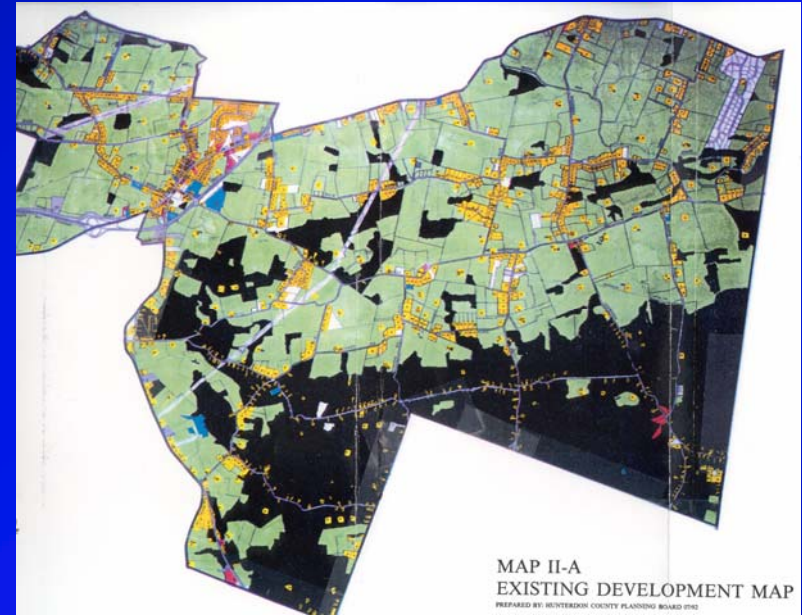 MAP II-A
EXISTING DEVELOPMENT MAP
PREPARED BY: HUNTERDON COUNTY PLANNING BOARD